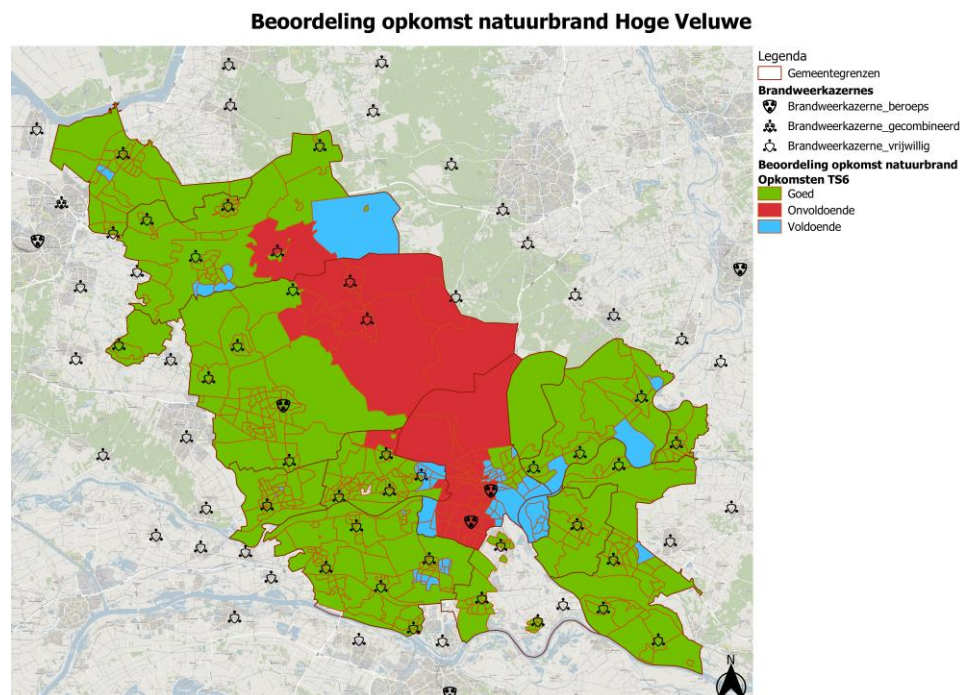 Beoordeling opkomst natuurbrand Hoge Veluwe
Legenda
Gemeentegrenzen
Brandweerkazernes
Brandweerkazerne_beroeps
Brandweerkazerne_gecombineerd
Brandweerkazerne_vrijwillig
Beoordeling opkomst natuurbrand
Opkomsten TS6
Goed
Onvoldoende
Voldoende
N